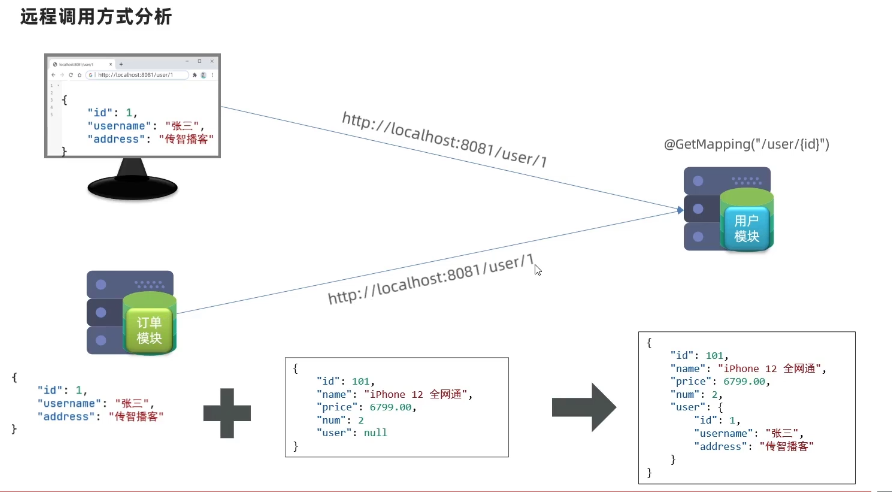 远程调用方式分析
http://localhost:8081/user/1
{
"id": 1,
"username": "张三",
"address": "传智播客"
}
http://localhost:8081/user/1
@GetMapping("/user/{id}")
用户
模块
http://localhost:8081/user/1
订单
模块
{
"id": 1,
"username": "张三",
"address": "传智播客"
}
{
"id": 101,
"name": "iPhone 12 全网通",
"price": 6799.00,
"num": 2
"user": null
}
{
"id": 101,
"name": "iPhone 12 全网通",
"price": 6799.00,
"num": 2,
"user": {
"id": 1,
"username": "张三",
"address": "传智播客"
}
}